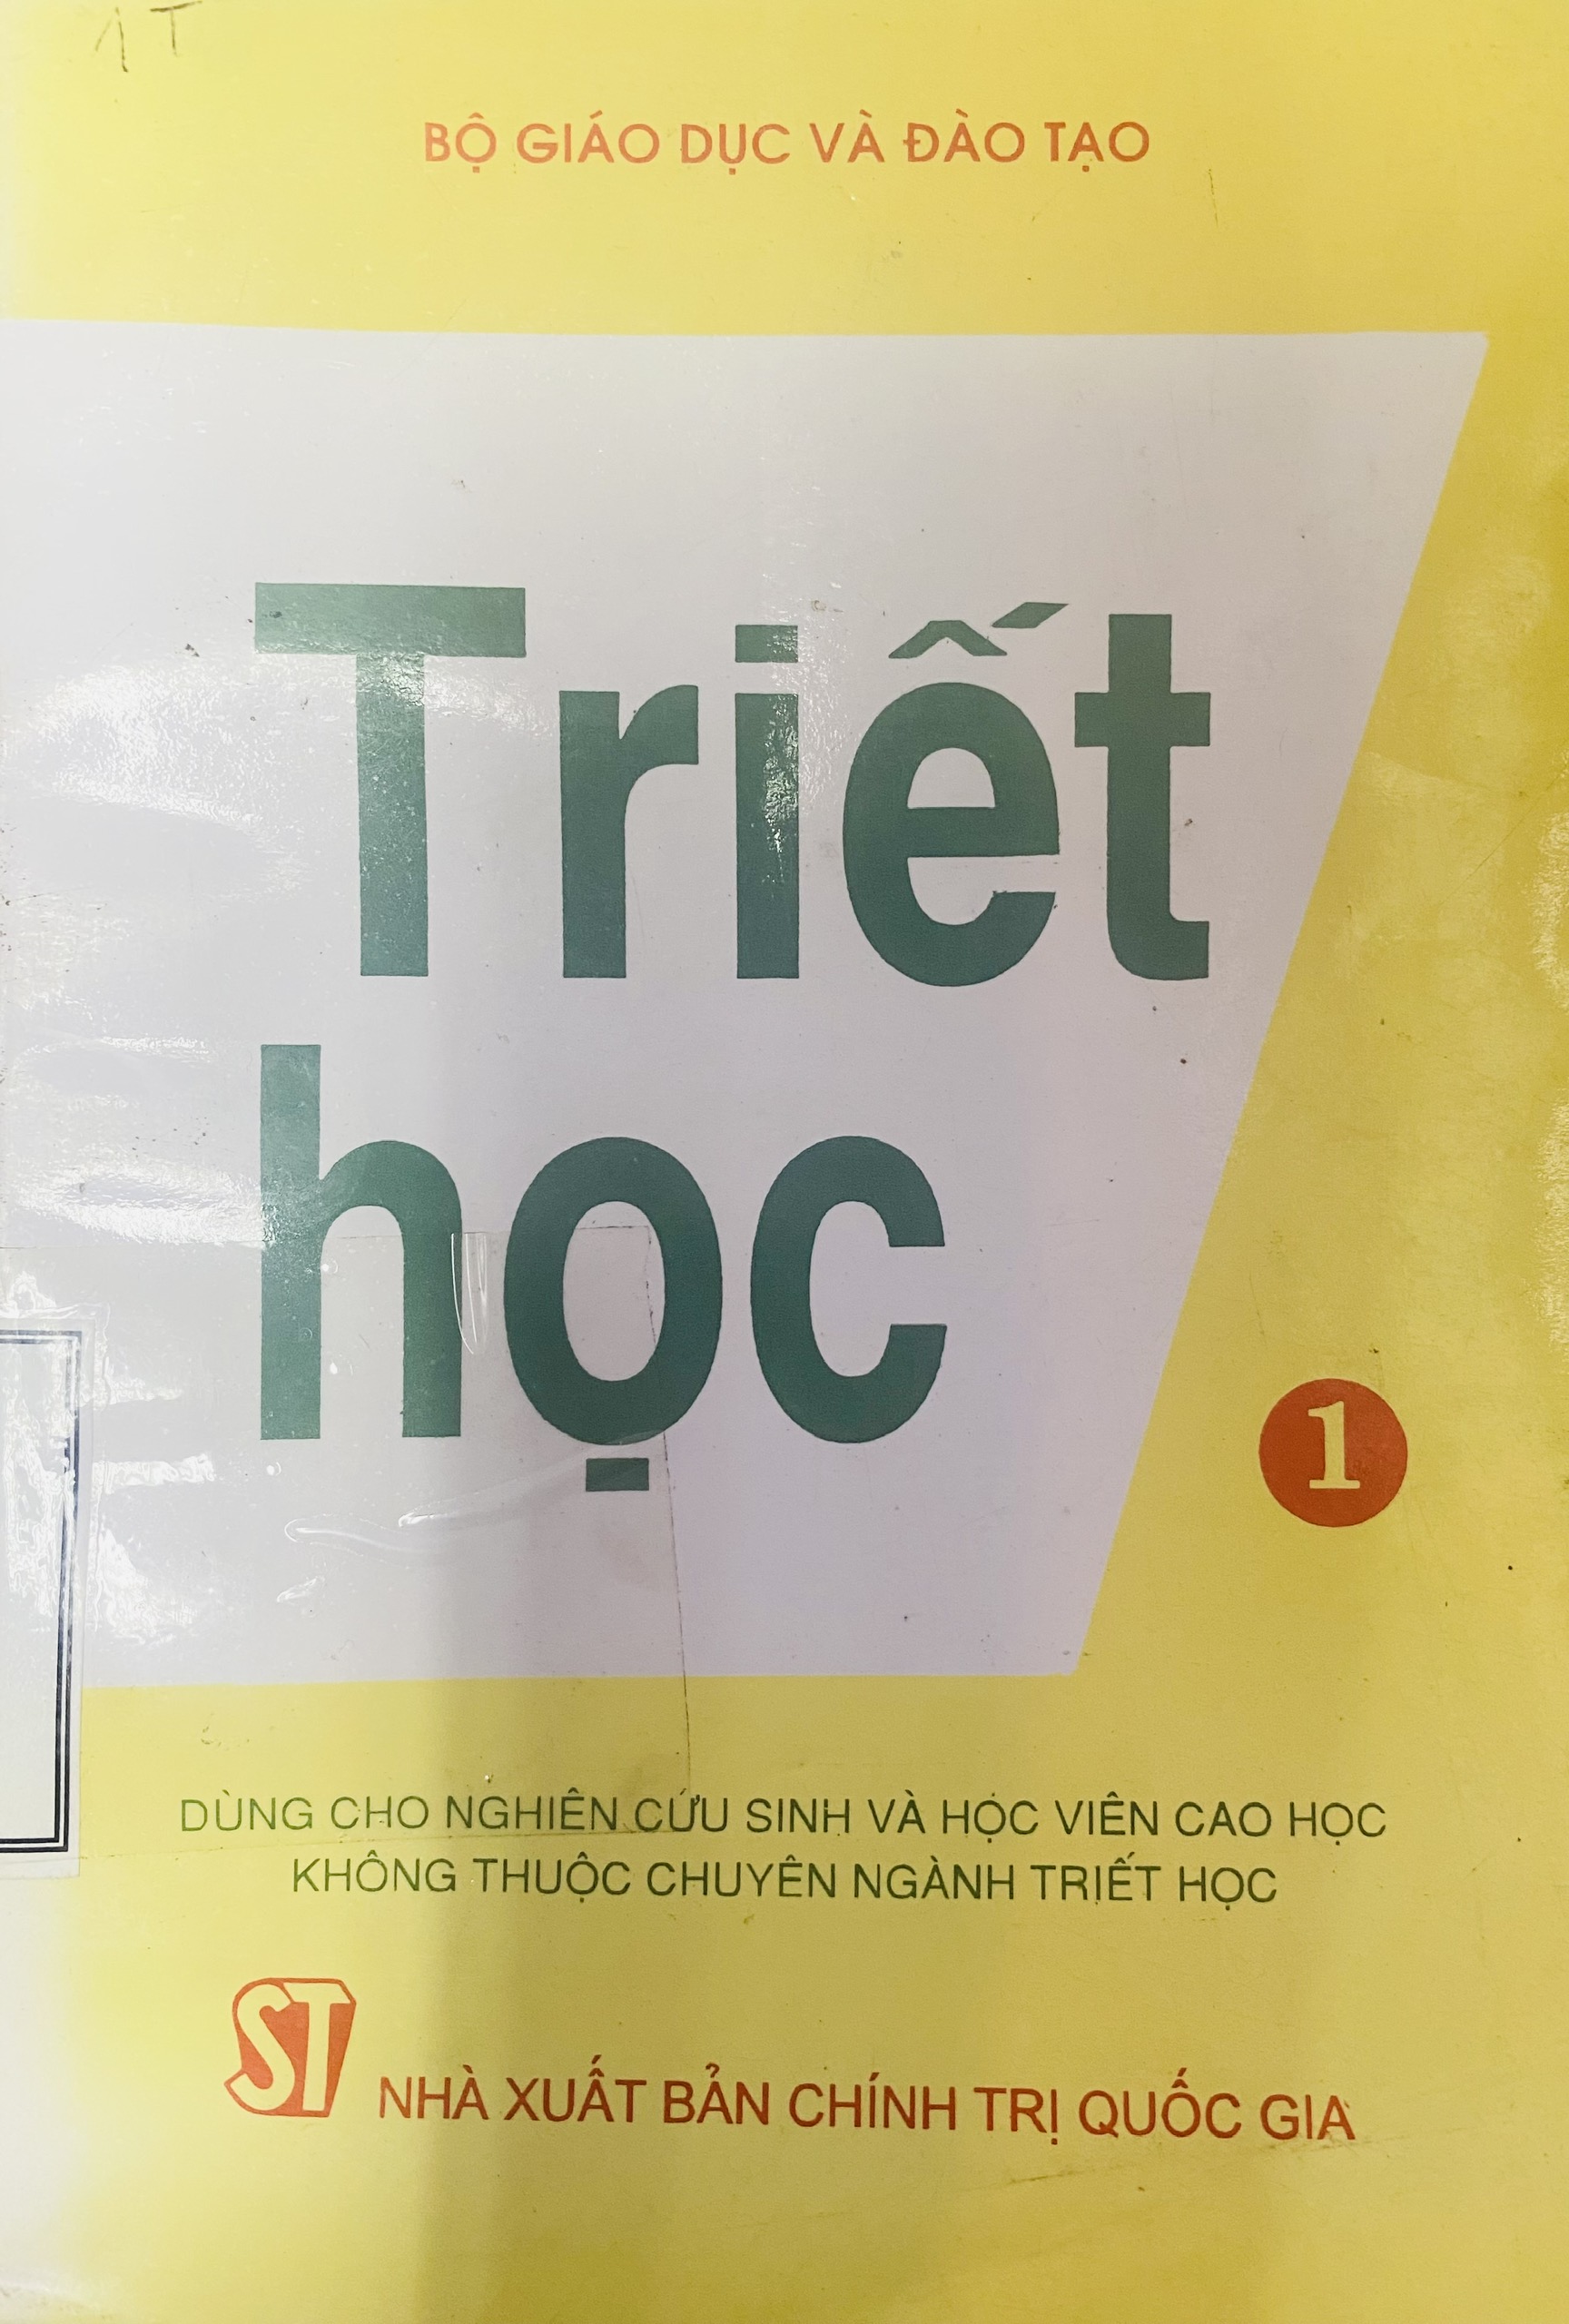 1T
BỘ GIÁO DỤC VÀ ĐÀO TẠO
Triết
học
1
DÙNG CHO NGHIÊN CỨU SINH VÀ HỌC VIÊN CAO HỌC
KHÔNG THUỘC CHUYÊN NGÀNH TRIẾT HỌC
ST
NHÀ XUẤT BẢN CHÍNH TRỊ QUỐC GIA